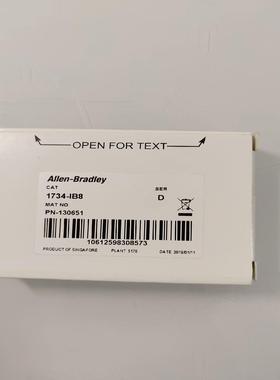 OPEN FOR TEXT
Allen-Bradley
CAT SER
1734-IB8 D
MAT NO
PN-130651
10612598308573
PRODUCT OF SINGAPORE PLANT 5170 DATE